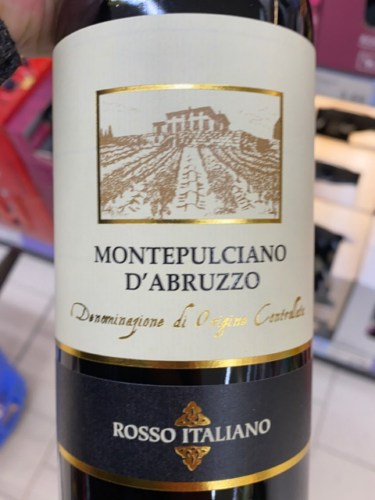 MONTEPULCIANO
D'ABRUZZO
Denominazione di Origine Controllata
ROSSO ITALIANO